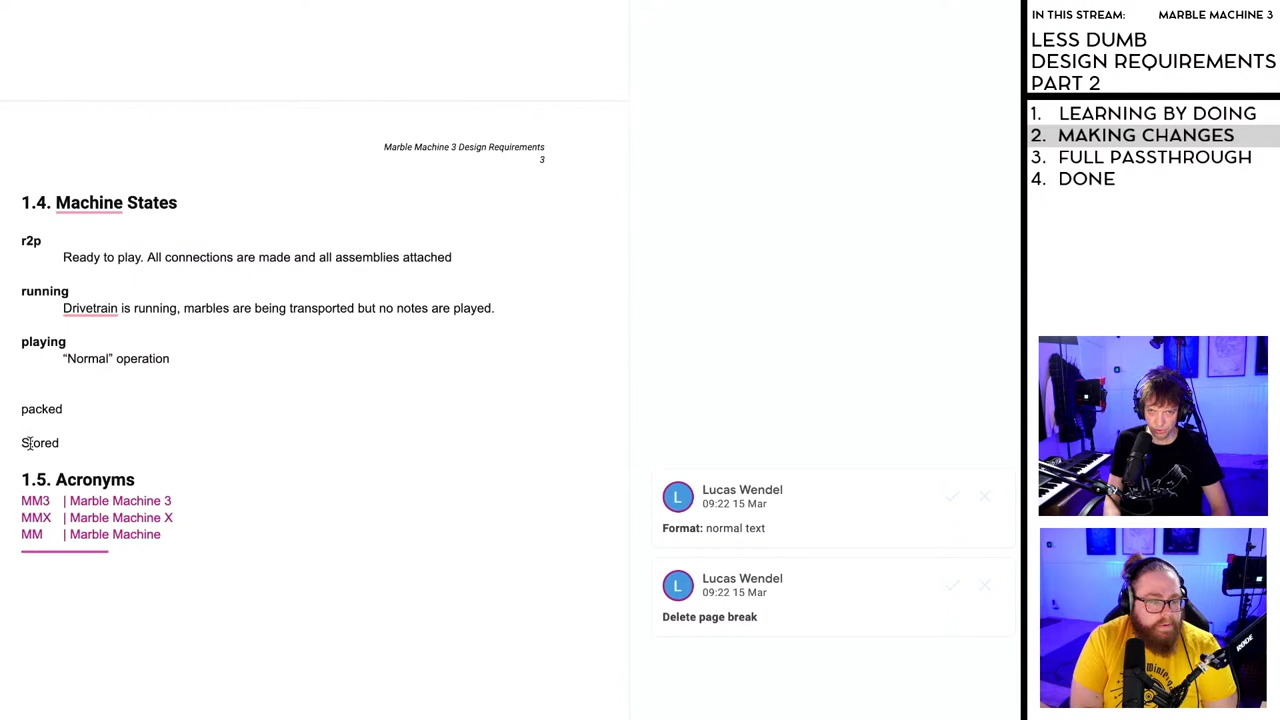 Marble Machine 3 Design Requirements
3
1.4. Machine States
r2p
Ready to play. All connections are made and all assemblies attached
running
Drivetrain is running, marbles are being transported but no notes are played.
playing
“Normal” operation
packed
Stored
1.5. Acronyms
MM3 | Marble Machine 3
MMX | Marble Machine X
MM | Marble Machine
L
Lucas Wendel
09:22 15 Mar
Format: normal text
L
Lucas Wendel
09:22 15 Mar
Delete page break
IN THIS STREAM: MARBLE MACHINE 3
LESS DUMB
DESIGN REQUIREMENTS
PART 2
1. LEARNING BY DOING
2. MAKING CHANGES
3. FULL PASSTHROUGH
4. DONE
RODE